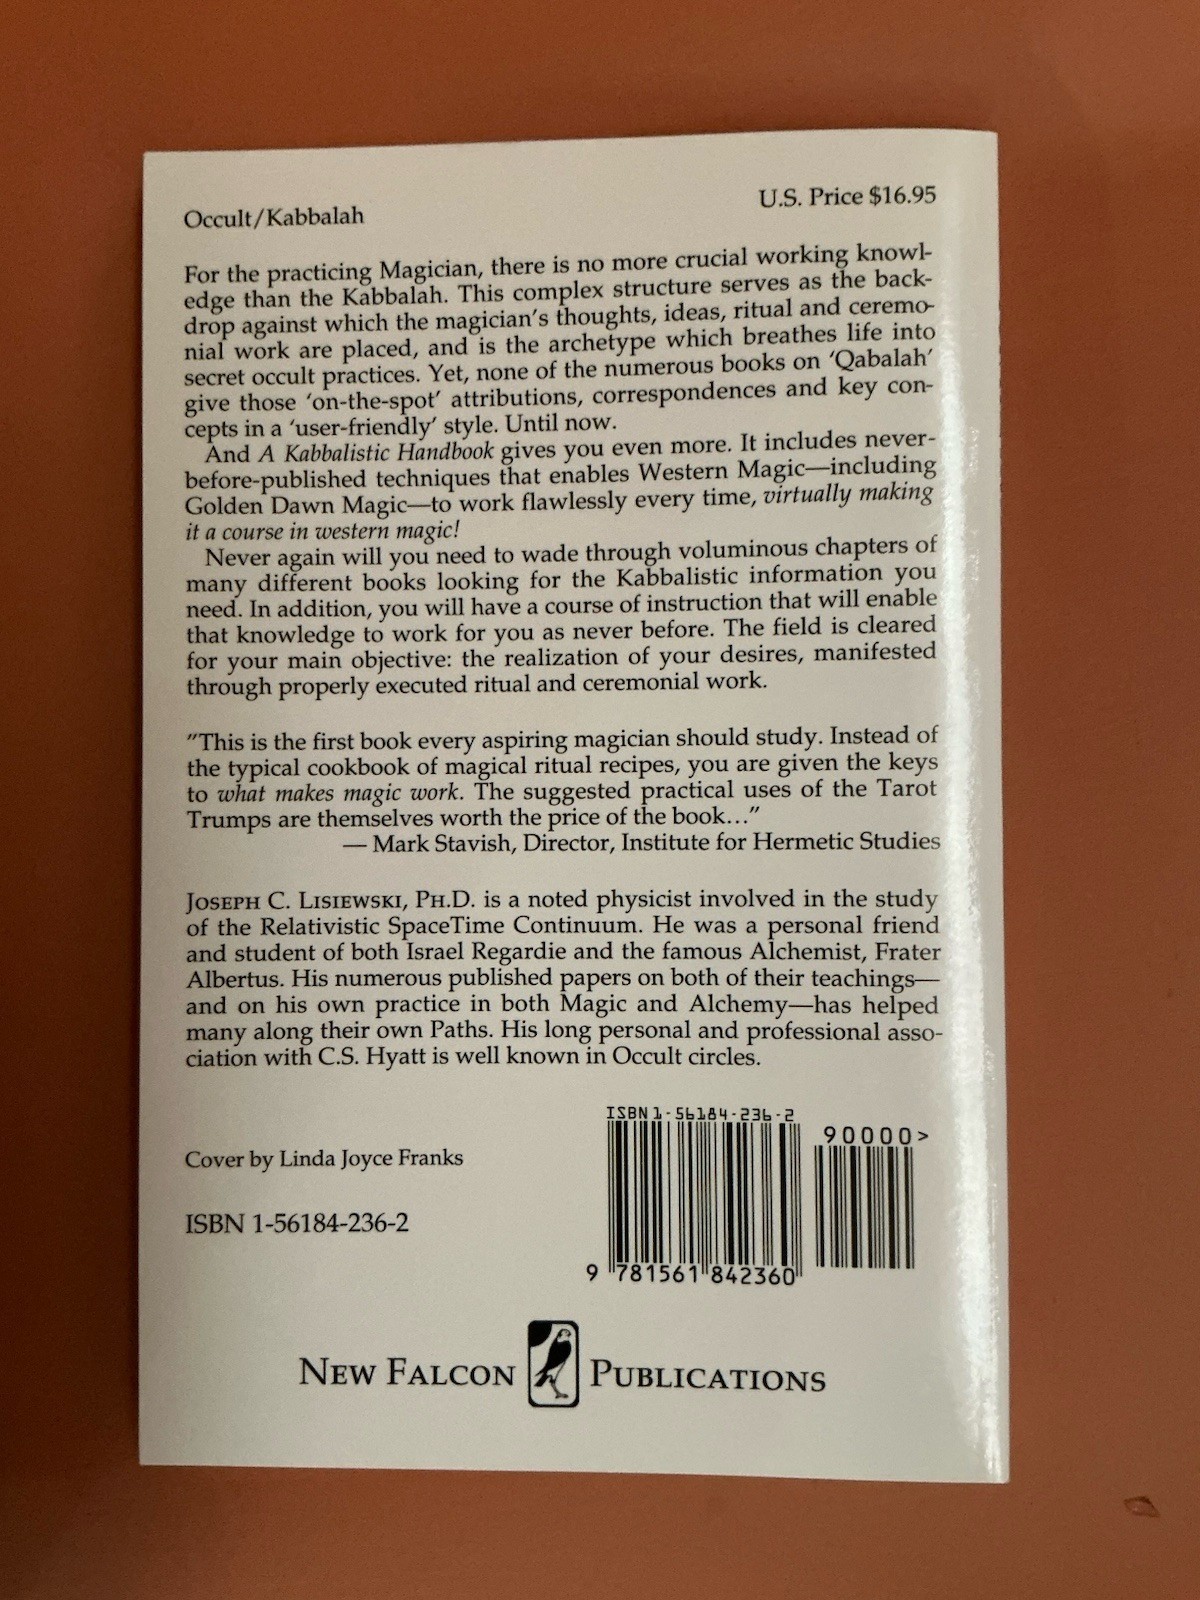 Occult/Kabbalah
U.S. Price $16.95
For the practicing Magician, there is no more crucial working knowl-
edge than the Kabbalah. This complex structure serves as the back-
drop against which the magician's thoughts, ideas, ritual and ceremo-
nial work are placed, and is the archetype which breathes life into
secret occult practices. Yet, none of the numerous books on 'Qabalah'
give those 'on-the-spot' attributions, correspondences and key con-
cepts in a 'user-friendly' style. Until now.
And A Kabbalistic Handbook gives you even more. It includes never-
before-published techniques that enables Western Magic—including
Golden Dawn Magic—to work flawlessly every time, virtually making
it a course in western magic!
Never again will you need to wade through voluminous chapters of
many different books looking for the Kabbalistic information you
need. In addition, you will have a course of instruction that will enable
that knowledge to work for you as never before. The field is cleared
for your main objective: the realization of your desires, manifested
through properly executed ritual and ceremonial work.
"This is the first book every aspiring magician should study. Instead of
the typical cookbook of magical ritual recipes, you are given the keys
to what makes magic work. The suggested practical uses of the Tarot
Trumps are themselves worth the price of the book…"
— Mark Stavish, Director, Institute for Hermetic Studies
JOSEPH C. LISIEWSKI, PH.D. is a noted physicist involved in the study
of the Relativistic SpaceTime Continuum. He was a personal friend
and student of both Israel Regardie and the famous Alchemist, Frater
Albertus. His numerous published papers on both of their teachings—
and on his own practice in both Magic and Alchemy—has helped
many along their own Paths. His long personal and professional asso-
ciation with C.S. Hyatt is well known in Occult circles.
ISBN 1-56184-236-2
90000>
Cover by Linda Joyce Franks
ISBN 1-56184-236-2
9 781561 842360
NEW FALCON PUBLICATIONS